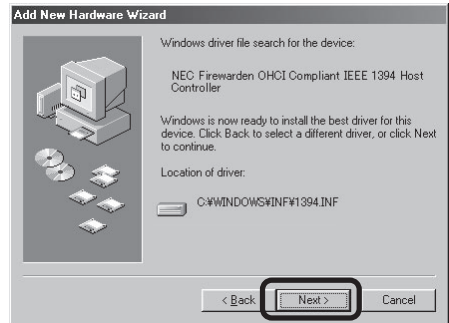 Add New Hardware Wizard
Windows driver file search for the device:
NEC Firewarden OHCI Compliant IEEE 1394 Host
Controller
Windows is now ready to install the best driver for this
device. Click Back to select a different driver, or click Next
to continue.
Location of driver:
C:¥WINDOWS¥INF¥1394.INF
< Back
Next >
Cancel